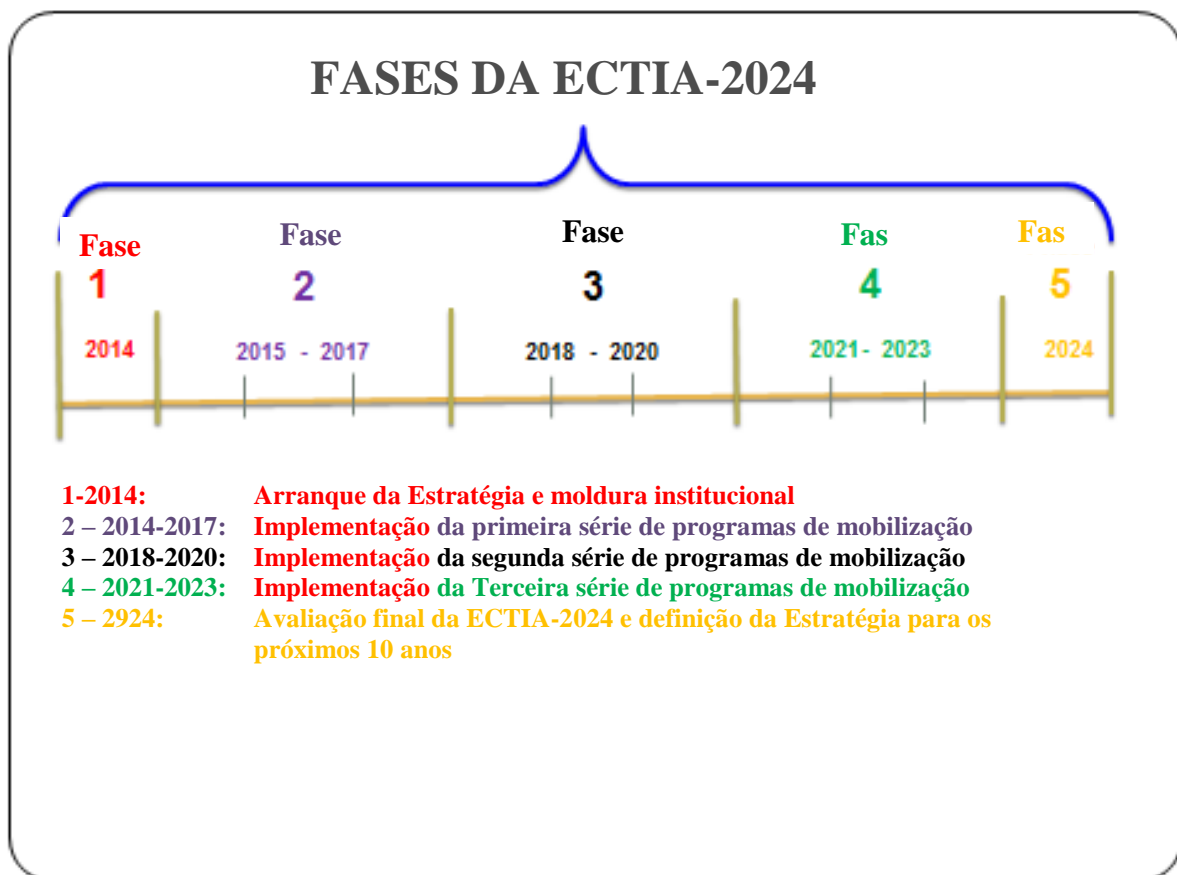 FASES DA ECTIA-2024
Fase Fase Fase Fas Fas
1 2 3 4 5
2014 2015 - 2017 2018 - 2020 2021- 2023 2024
1-2014: Arranque da Estratégia e moldura institucional
2 – 2014-2017: Implementação da primeira série de programas de mobilização
3 – 2018-2020: Implementação da segunda série de programas de mobilização
4 – 2021-2023: Implementação da Terceira série de programas de mobilização
5 – 2924: Avaliação final da ECTIA-2024 e definição da Estratégia para os
próximos 10 anos